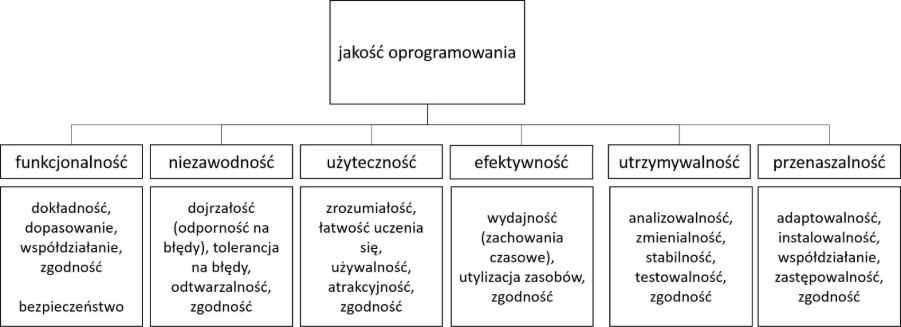 jakość oprogramowania
funkcjonalność
niezawodność
użyteczność
efektywność
utrzymywalność
przenaszalność
dokładność,
dopasowanie,
współdziałanie,
zgodność
bezpieczeństwo
dojrzałość
(odporność na
błędy), tolerancja
na błędy,
odtwarzalność,
zgodność
zrozumiałość,
łatwość uczenia
się,
używalność,
atrakcyjność,
zgodność
wydajność
(zachowania
czasowe),
utylizacja zasobów,
zgodność
analizowalność,
zmienialność,
stabilność,
testowalność,
zgodność
adaptowalność,
instalowalność,
współdziałanie,
zastępowalność,
zgodność